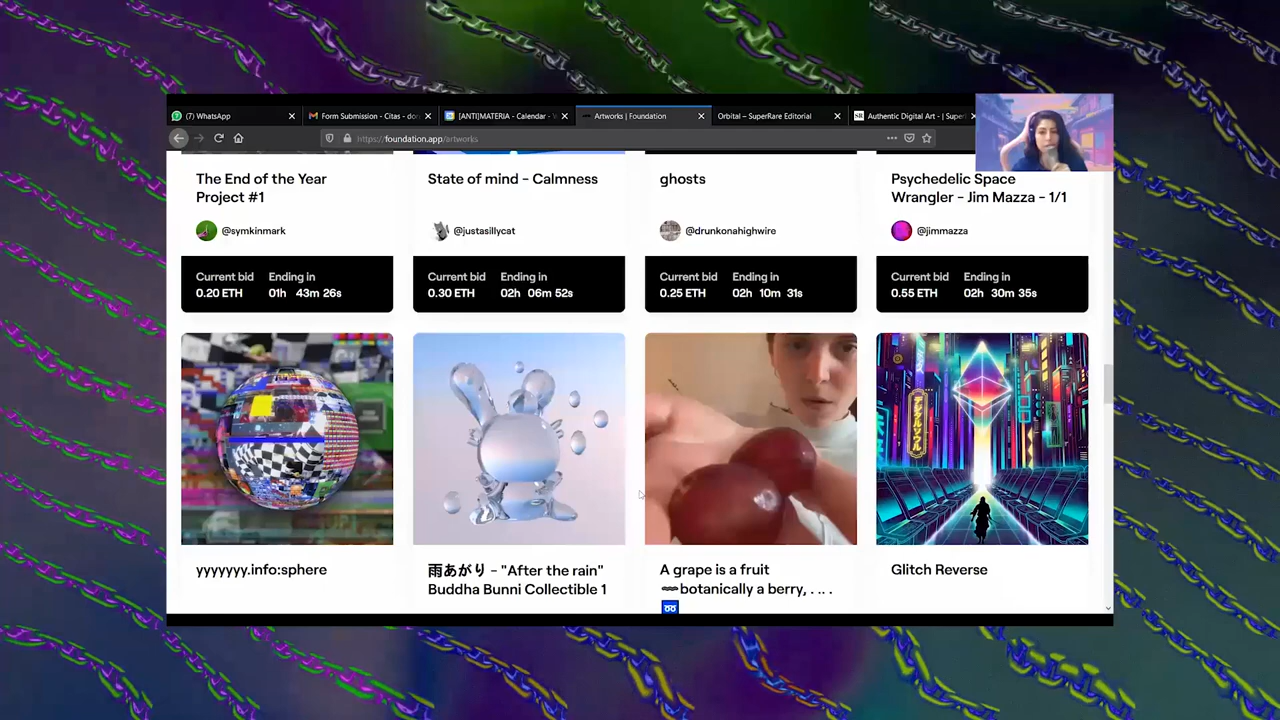 (7) WhatsApp
Form Submission - Citas - do
[ANTI]MATERIA - Calendar -
Artworks | Foundation
Orbital – SuperRare Editorial
Authentic Digital Art - | Super
https://foundation.app/artworks
The End of the Year
Project #1
@symkinmark
Current bid
Ending in
0.20 ETH
01h 43m 26s
State of mind - Calmness
@justasillycat
Current bid
Ending in
0.30 ETH
02h 06m 52s
ghosts
@drunkonahighwire
Current bid
Ending in
0.25 ETH
02h 10m 31s
Psychedelic Space
Wrangler - Jim Mazza - 1/1
@jimmazza
Current bid
Ending in
0.55 ETH
02h 30m 35s
yyyyyyy.info:sphere
雨あがり - "After the rain"
Buddha Bunni Collectible 1
A grape is a fruit
botanically a berry, . .. .
Glitch Reverse